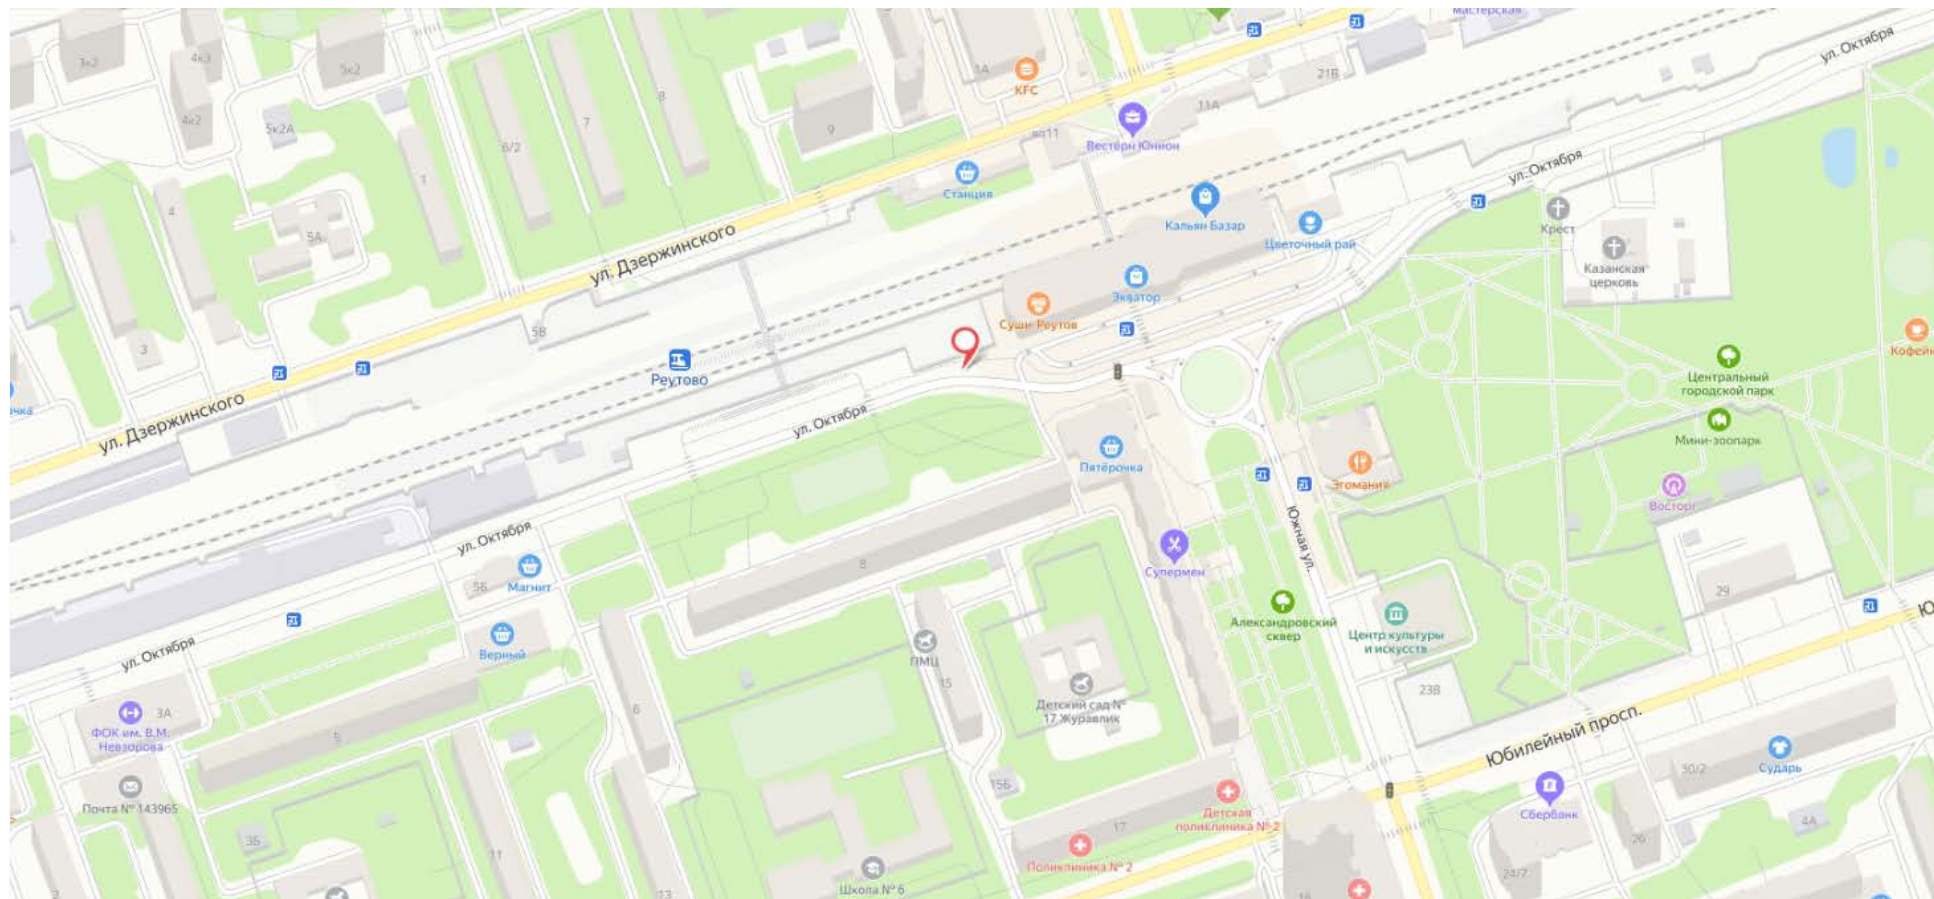 мастерская
ул. Октября
3к2
4к3
5к2
1А
KFC
21В
8
4к2
5к2А
7
9
11А
вл11
Вестерн Юнион
6/2
ул. Октября
1
Станция
4
Кальян Базар
Крест
5А
Цветочный рай
ул. Дзержинского
Казанская
церковь
Экватор
Суши-Реутов
5В
3
Кофейн
Реутово
Центральный
городской парк
ул. Дзержинского
ул. Октября
Мини-зоопарк
Пятёрочка
Эгомания
Восторг
Южная ул.
ул. Октября
8
Супермен
5Б
Магнит
29
Александровский
сквер
Центр культуры
и искусств
Ю
ул. Октября
Верный
ПМЦ
15
23В
3А
6
Детский сад №
17 Журавлик
ФОК им. В.М.
Невзорова
5
Юбилейный просп.
30/2
Сударь
15Б
Почта № 143965
Детская
поликлиника № 2
17
Сбербанк
4А
3Б
11
26
Поликлиника № 2
Школа № 6
24/7
13